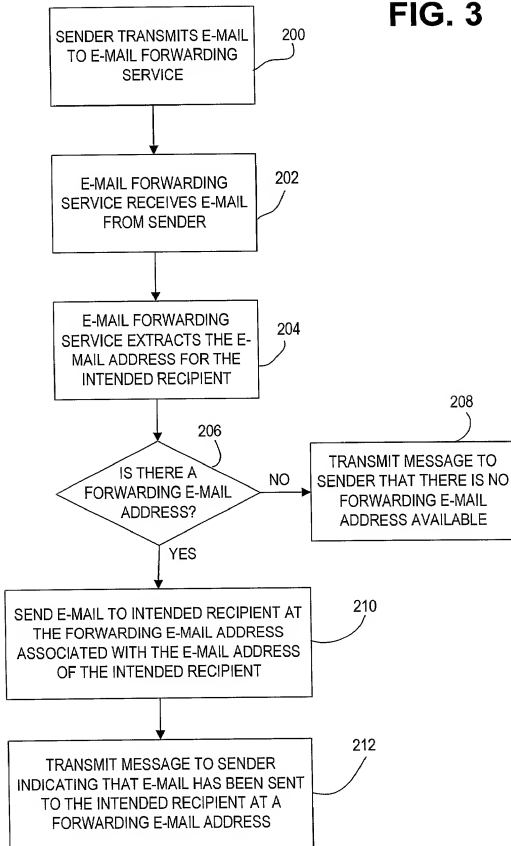 FIG. 3
SENDER TRANSMITS E-MAIL
TO E-MAIL FORWARDING
SERVICE
200
E-MAIL FORWARDING
SERVICE RECEIVES E-MAIL
FROM SENDER
202
E-MAIL FORWARDING
SERVICE EXTRACTS THE E-
MAIL ADDRESS FOR THE
INTENDED RECIPIENT
204
206
IS THERE A
FORWARDING E-MAIL
ADDRESS?
NO
208
TRANSMIT MESSAGE TO
SENDER THAT THERE IS NO
FORWARDING E-MAIL
ADDRESS AVAILABLE
YES
SEND E-MAIL TO INTENDED RECIPIENT AT
THE FORWARDING E-MAIL ADDRESS
ASSOCIATED WITH THE E-MAIL ADDRESS
OF THE INTENDED RECIPIENT
210
TRANSMIT MESSAGE TO SENDER
INDICATING THAT E-MAIL HAS BEEN SENT
TO THE INTENDED RECIPIENT AT A
FORWARDING E-MAIL ADDRESS
212